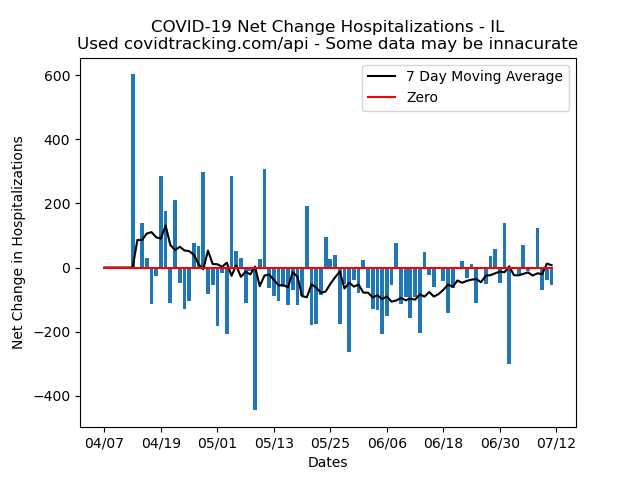 COVID-19 Net Change Hospitalizations - IL
Used covidtracking.com/api - Some data may be innacurate
7 Day Moving Average
Zero
Net Change in Hospitalizations
600
400
200
0
−200
−400
04/07 04/19 05/01 05/13 05/25 06/06 06/18 06/30 07/12
Dates